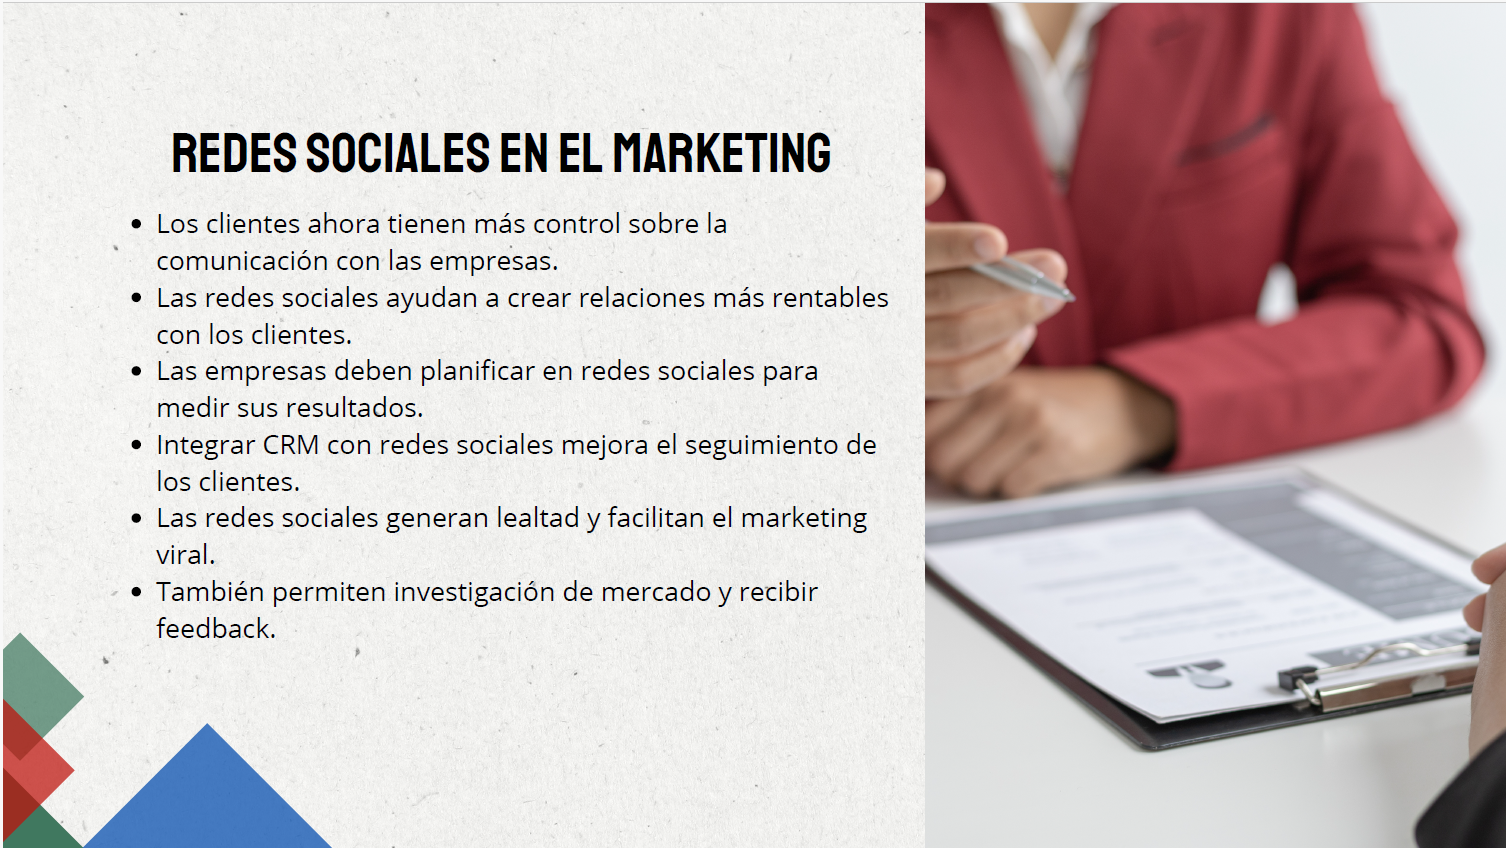 REDES SOCIALES EN EL MARKETING
• Los clientes ahora tienen más control sobre la
comunicación con las empresas.
• Las redes sociales ayudan a crear relaciones más rentables
con los clientes.
• Las empresas deben planificar en redes sociales para
medir sus resultados.
• Integrar CRM con redes sociales mejora el seguimiento de
los clientes.
• Las redes sociales generan lealtad y facilitan el marketing
viral.
• También permiten investigación de mercado y recibir
feedback.